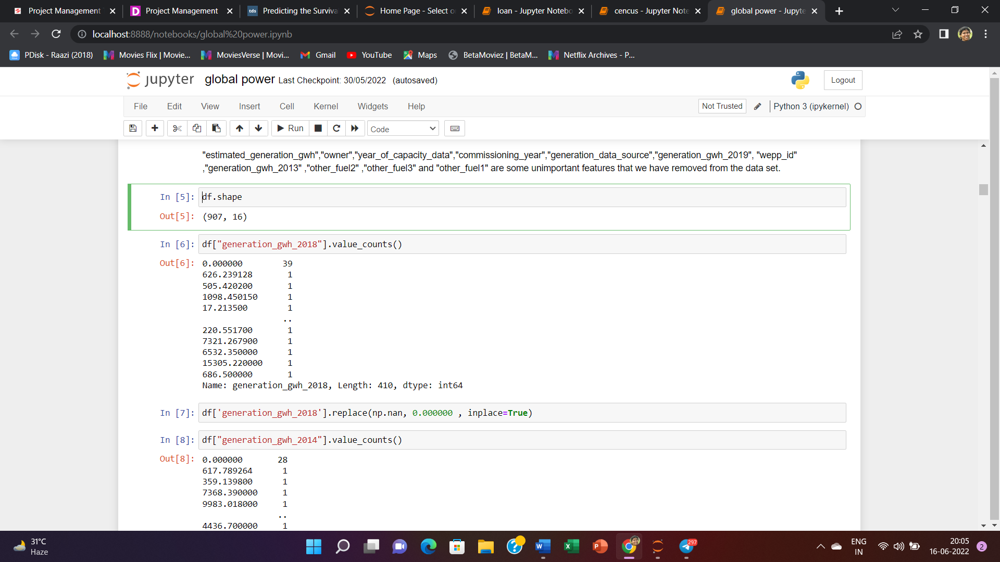 Project Management
Project Management
tds Predicting the Surviva
Home Page - Select o
loan - Jupyter Notebo
cencus - Jupyter Note
global power - Jupyte
localhost:8888/notebooks/global%20power.ipynb
PDisk - Raazi (2018)
Movies Flix | Movie...
MoviesVerse | Movi...
Gmail
YouTube
Maps
BetaMoviez | BetaM...
Netflix Archives - P...
jupyter global power Last Checkpoint: 30/05/2022 (autosaved)
Logout
File Edit View Insert Cell Kernel Widgets Help
Not Trusted
Python 3 (ipykernel)
Run
Code
"estimated_generation_gwh","owner","year_of_capacity_data","commissioning_year","generation_data_source","generation_gwh_2019", "wepp_id"
,"generation_gwh_2013" ,"other_fuel2" ,"other_fuel3" and "other_fuel1" are some unimportant features that we have removed from the data set.
In [5]: df.shape
Out[5]: (907, 16)
In [6]: df["generation_gwh_2018"].value_counts()
Out[6]: 0.000000 39
626.239128 1
505.420200 1
1098.450150 1
17.213500 1
..
220.551700 1
7321.267900 1
6532.350000 1
15305.220000 1
686.500000 1
Name: generation_gwh_2018, Length: 410, dtype: int64
In [7]: df['generation_gwh_2018'].replace(np.nan, 0.000000 , inplace=True)
In [8]: df["generation_gwh_2014"].value_counts()
Out[8]: 0.000000 28
617.789264 1
359.139800 1
7368.390000 1
9983.018000 1
..
4436.700000 1
31°C
Haze
297
ENG
IN
20:05
16-06-2022
2